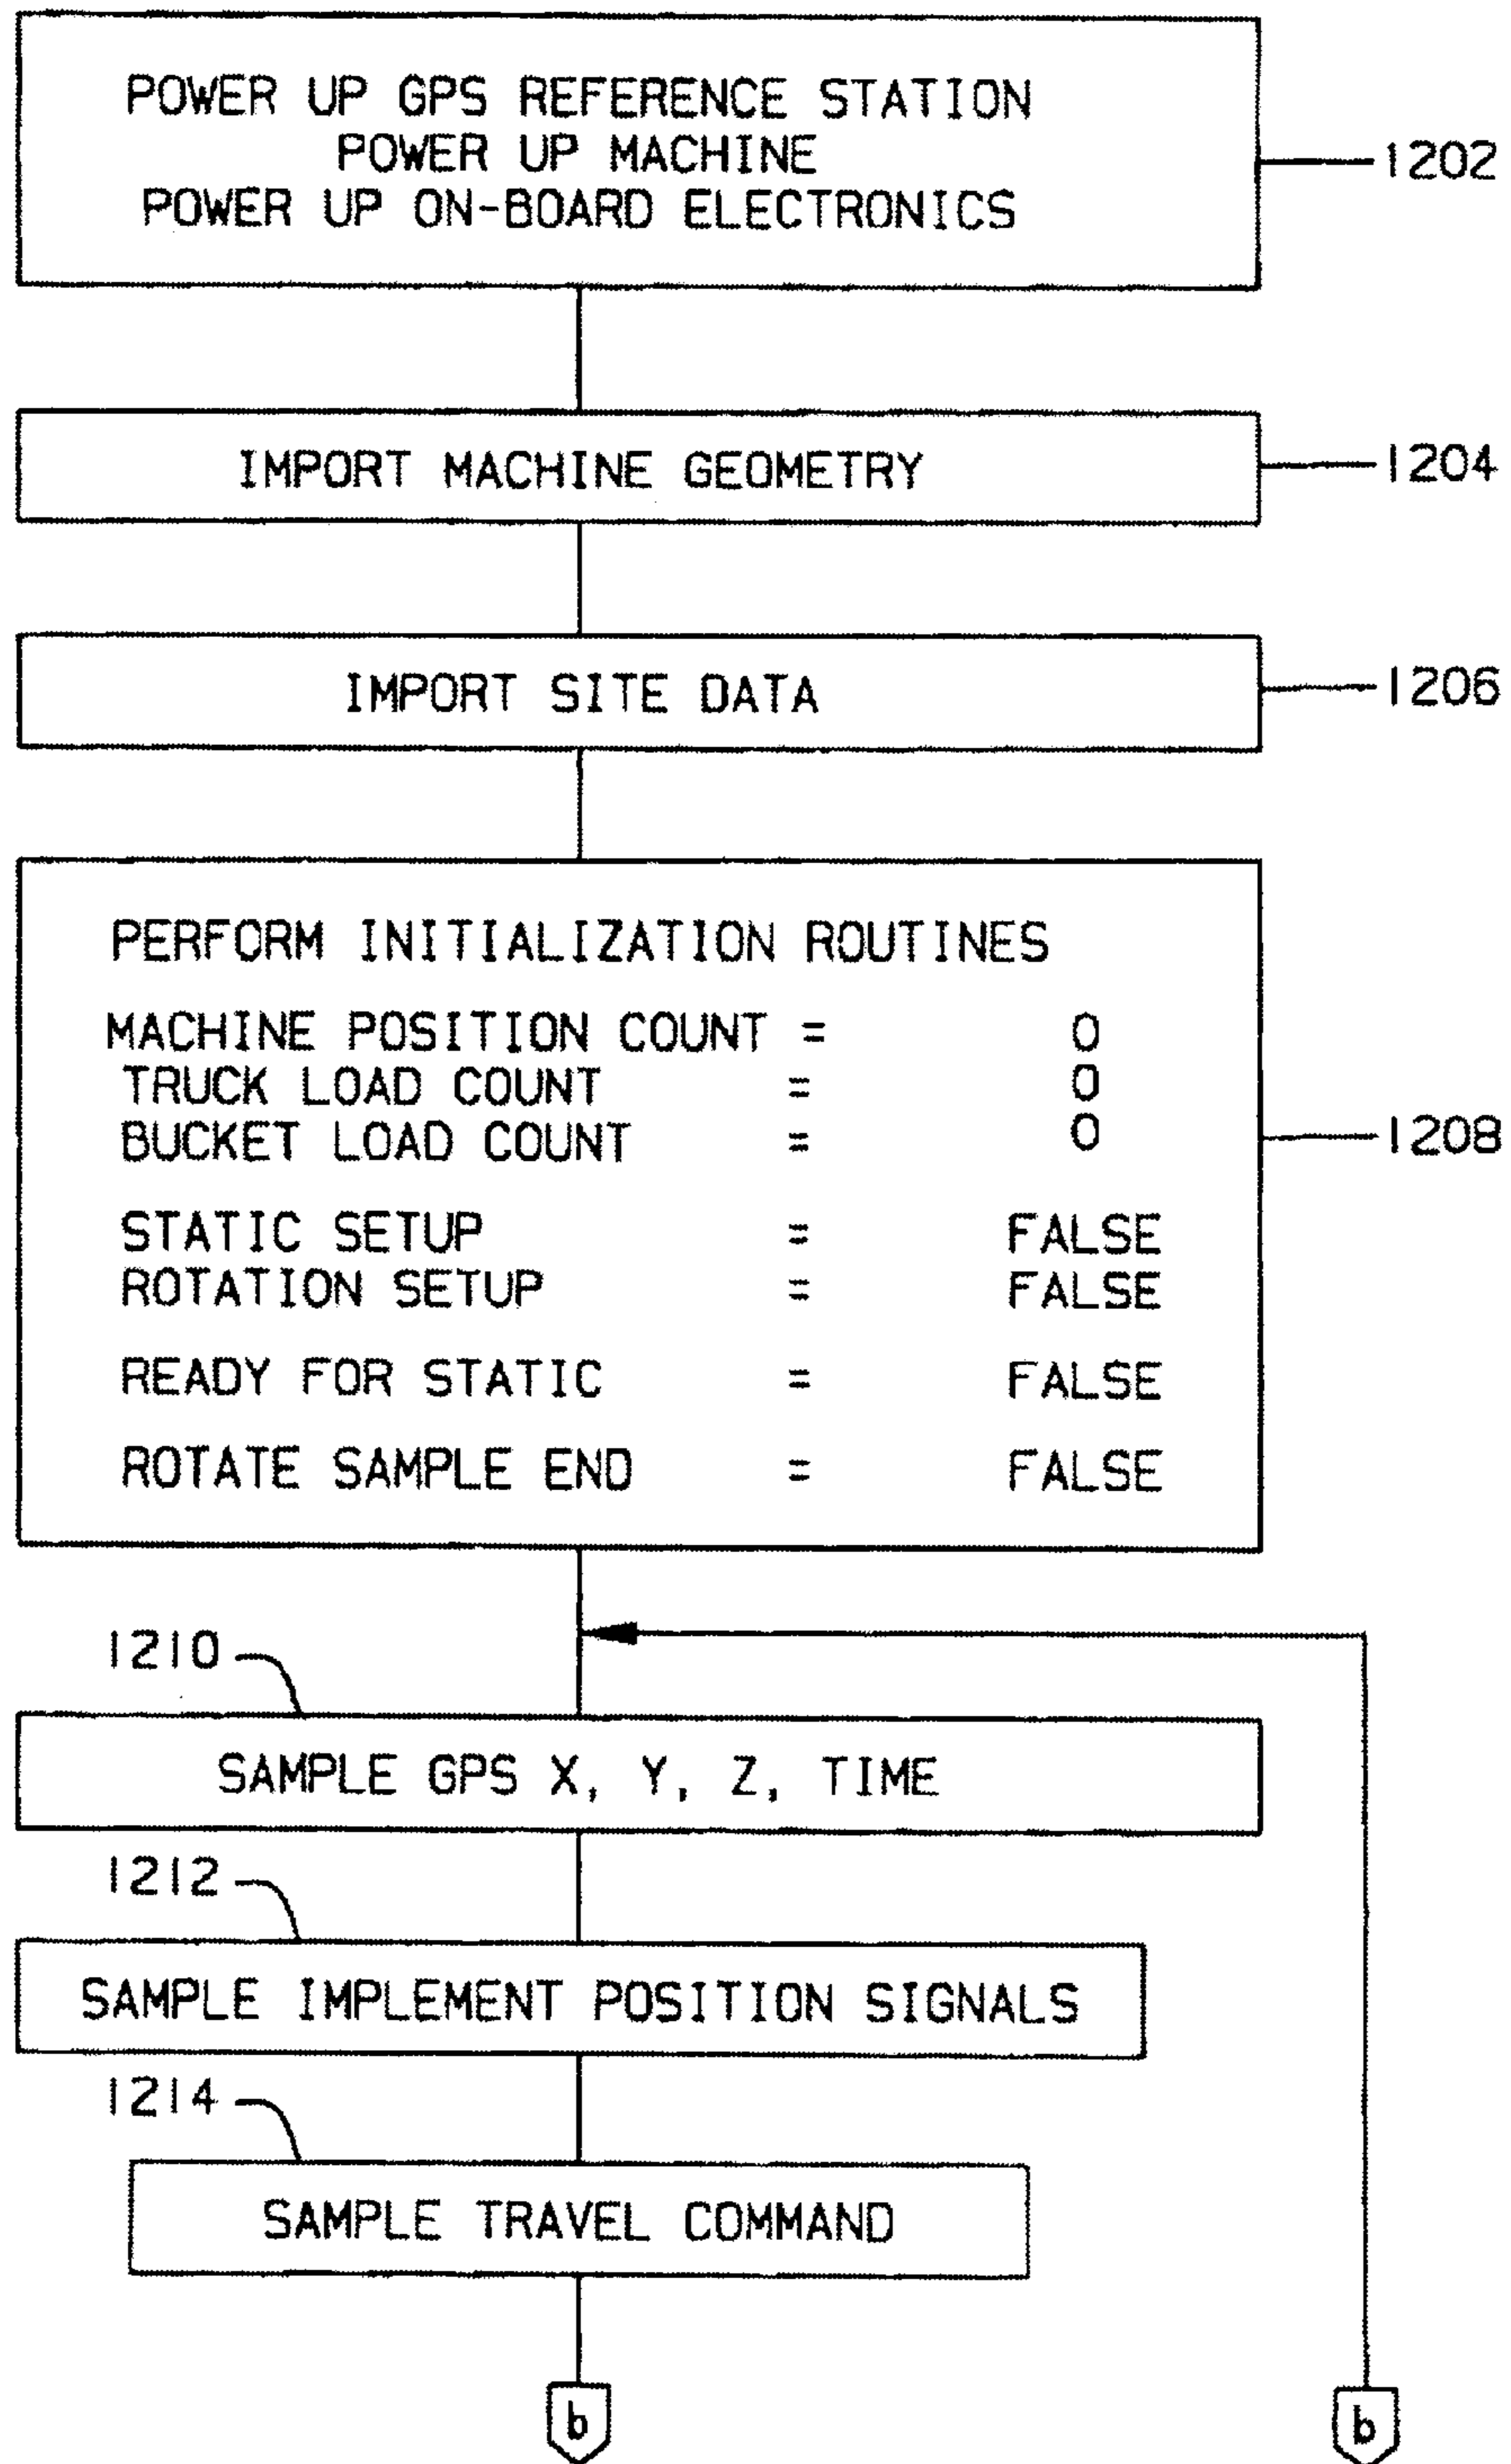 POWER UP GPS REFERENCE STATION
POWER UP MACHINE
POWER UP ON-BOARD ELECTRONICS
1202
IMPORT MACHINE GEOMETRY
1204
IMPORT SITE DATA
1206
PERFORM INITIALIZATION ROUTINES
MACHINE POSITION COUNT = 0
TRUCK LOAD COUNT = 0
BUCKET LOAD COUNT = 0
1208
STATIC SETUP = FALSE
ROTATION SETUP = FALSE
READY FOR STATIC = FALSE
ROTATE SAMPLE END = FALSE
1210
SAMPLE GPS X, Y, Z, TIME
1212
SAMPLE IMPLEMENT POSITION SIGNALS
1214
SAMPLE TRAVEL COMMAND
b b